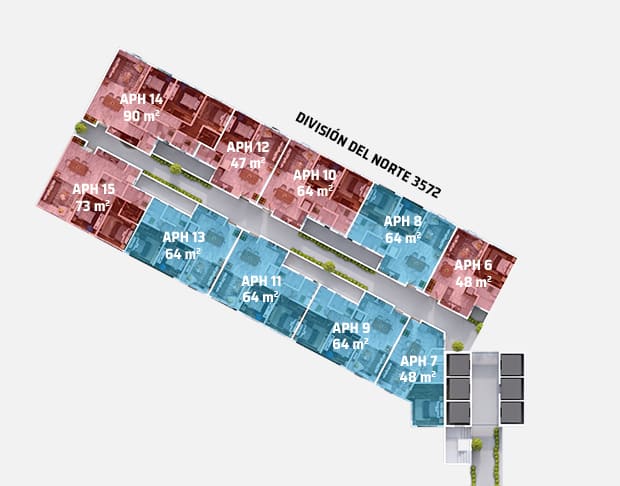 DIVISIÓN DEL NORTE 3572
APH 14
90 m²
APH 12
47 m²
APH 10
64 m²
APH 8
64 m²
APH 6
48 m²
APH 15
73 m²
APH 13
64 m²
APH 11
64 m²
APH 9
64 m²
APH 7
48 m²